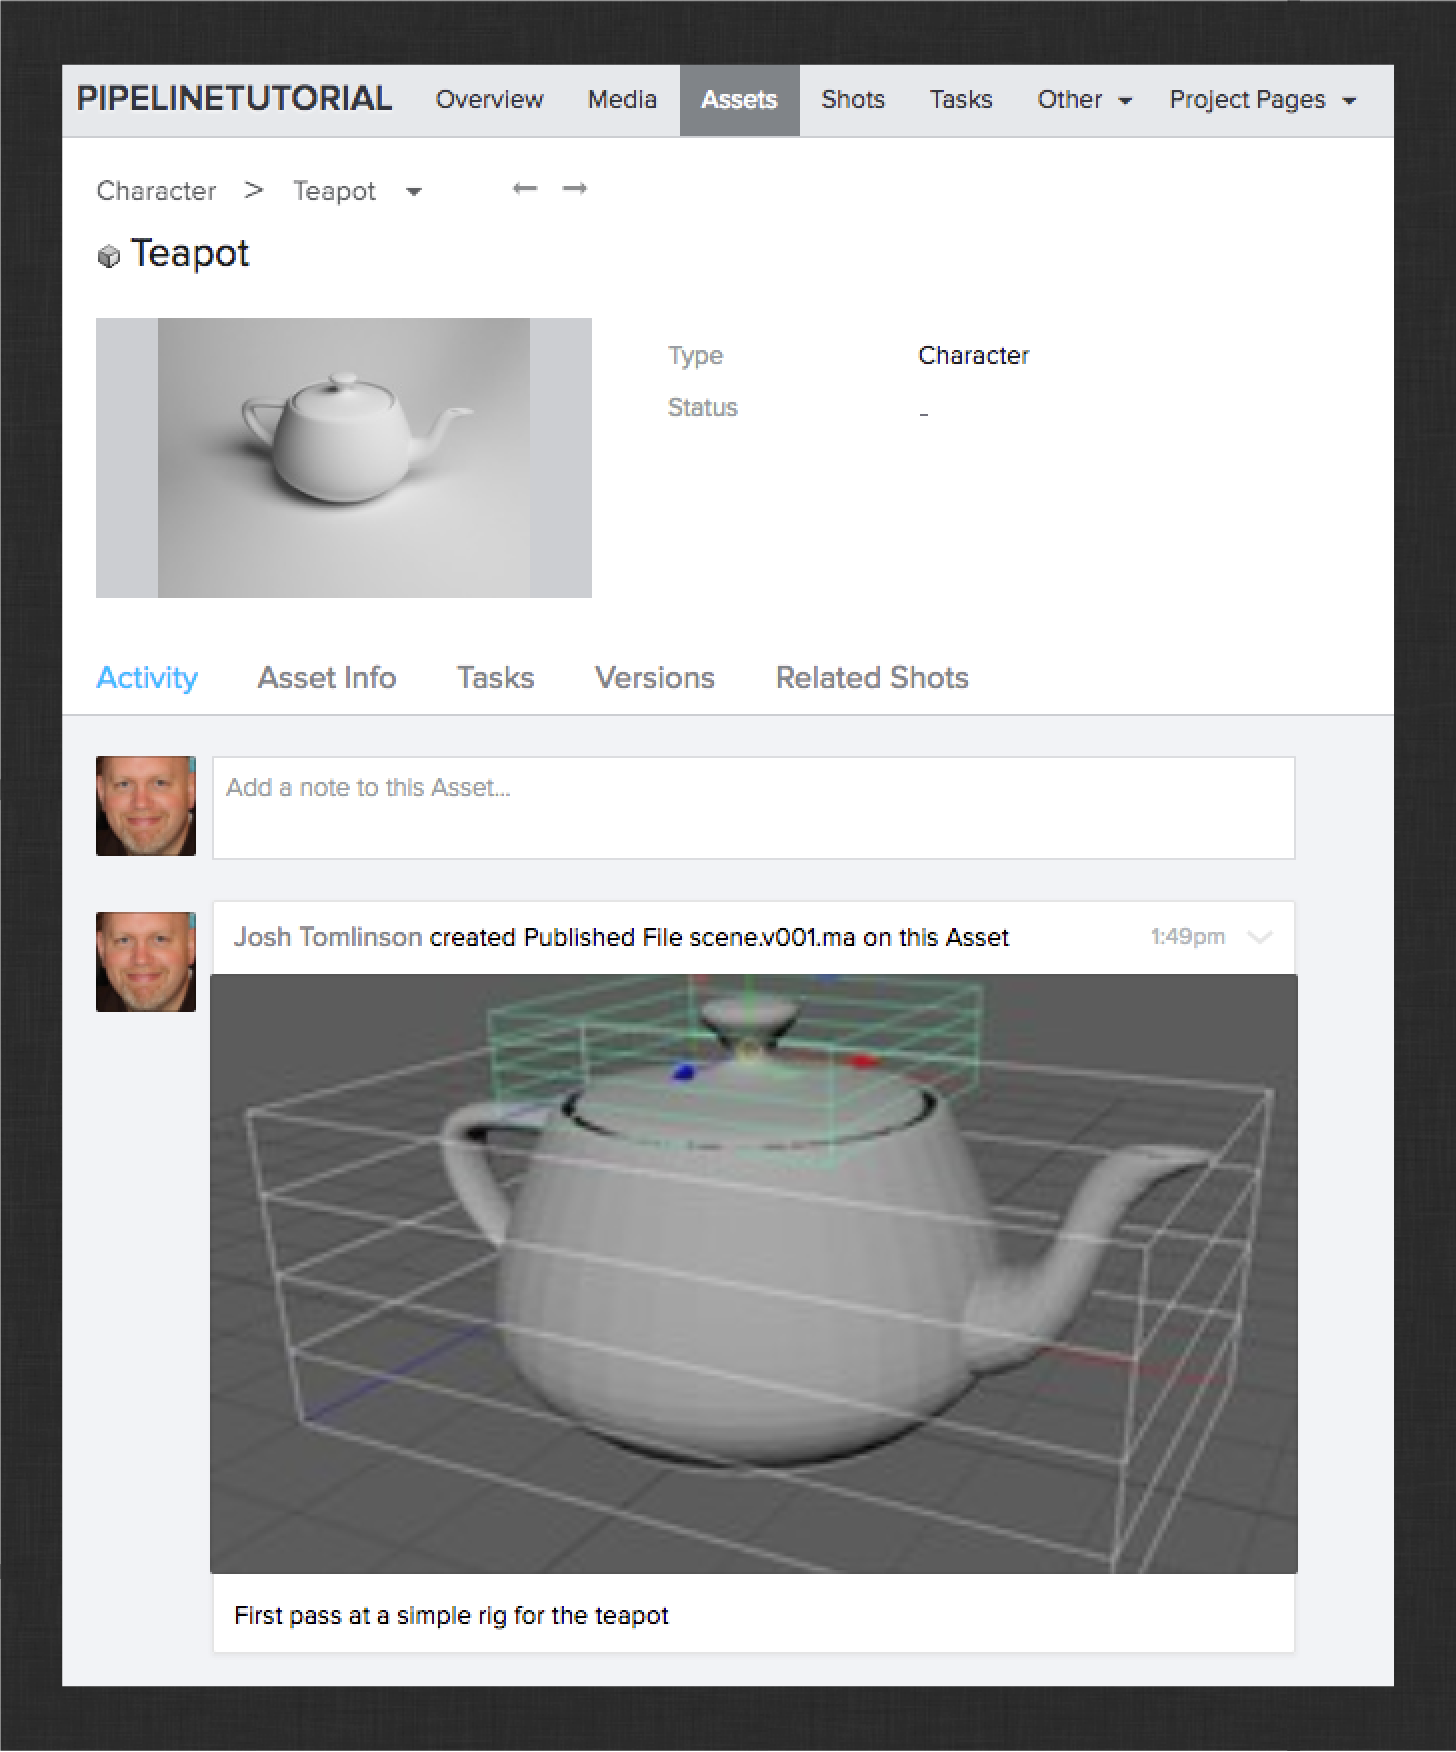 PIPELINETUTORIAL Overview Media Assets Shots Tasks Other Project Pages
Character > Teapot
Teapot
Type Character
Status -
Activity Asset Info Tasks Versions Related Shots
Add a note to this Asset...
Josh Tomlinson created Published File scene.v001.ma on this Asset 1:49pm
First pass at a simple rig for the teapot